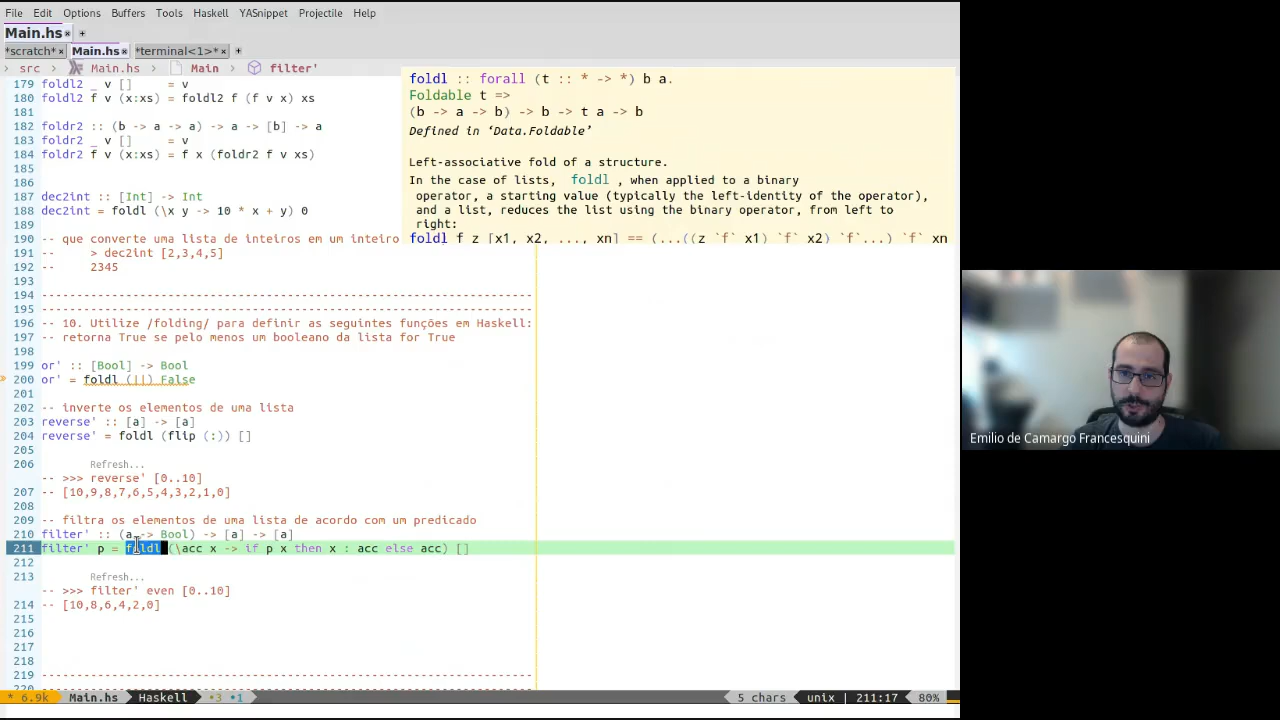 File Edit Options Buffers Tools Haskell YASnippet Projectile Help
Main.hs × +
*scratch* × Main.hs × *terminal<1>* × +
› src › Main.hs › Main › filter'
179 foldl2 _ v [] = v
180 foldl2 f v (x:xs) = foldl2 f (f v x) xs
181
182 foldr2 :: (b -> a -> a) -> a -> [b] -> a
183 foldr2 _ v [] = v
184 foldr2 f v (x:xs) = f x (foldr2 f v xs)
185
186
187 dec2int :: [Int] -> Int
188 dec2int = foldl (\x y -> 10 * x + y) 0
189
190 -- que converte uma lista de inteiros em um inteiro
191 -- > dec2int [2,3,4,5]
192 -- 2345
193
194 ----------------------------------------------------------------------
195 ----------------------------------------------------------------------
196 -- 10. Utilize /folding/ para definir as seguintes funções em Haskell:
197 -- retorna True se pelo menos um booleano da lista for True
198
199 or' :: [Bool] -> Bool
200 or' = foldl (||) False
201
202 -- inverte os elementos de uma lista
203 reverse' :: [a] -> [a]
204 reverse' = foldl (flip (:)) []
205
206 Refresh...
-- >>> reverse' [0..10]
207 -- [10,9,8,7,6,5,4,3,2,1,0]
208
209 -- filtra os elementos de uma lista de acordo com um predicado
210 filter' :: (a -> Bool) -> [a] -> [a]
211 filter' p = foldl (\acc x -> if p x then x : acc else acc) []
212
213 Refresh...
-- >>> filter' even [0..10]
214 -- [10,8,6,4,2,0]
215
216
217
218
219 ----------------------------------------------------------------------
220
foldl :: forall (t :: * -> *) b a.
Foldable t =>
(b -> a -> b) -> b -> t a -> b
Defined in ‘Data.Foldable’
Left-associative fold of a structure.
In the case of lists, foldl , when applied to a binary
operator, a starting value (typically the left-identity of the operator),
and a list, reduces the list using the binary operator, from left to
right:
foldl f z [x1, x2, ..., xn] == (...((z `f` x1) `f` x2) `f`...) `f` xn
Emilio de Camargo Francesquini
* 6.9k Main.hs Haskell •3 •1 5 chars unix | 211:17 80%